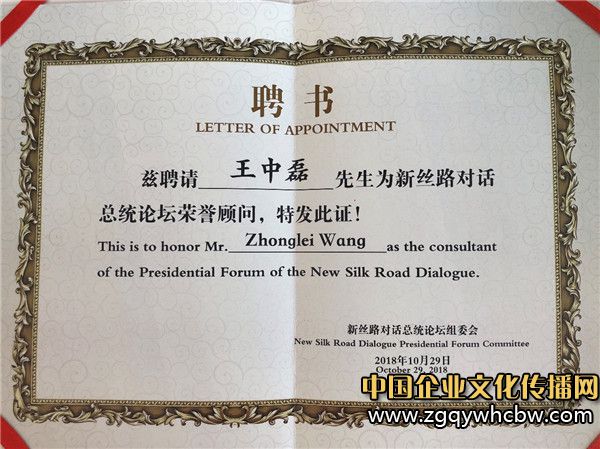 聘书
LETTER OF APPOINTMENT
兹聘请 王中磊 先生为新丝路对话
总统论坛荣誉顾问，特发此证！
This is to honor Mr. Zhonglei Wang as the consultant
of the Presidential Forum of the New Silk Road Dialogue.
新丝路对话总统论坛组委会
New Silk Road Dialogue Presidential Forum Committee
2018年10月29日
October 29, 2018
中国企业文化传播网
www.zgqywhcbw.com